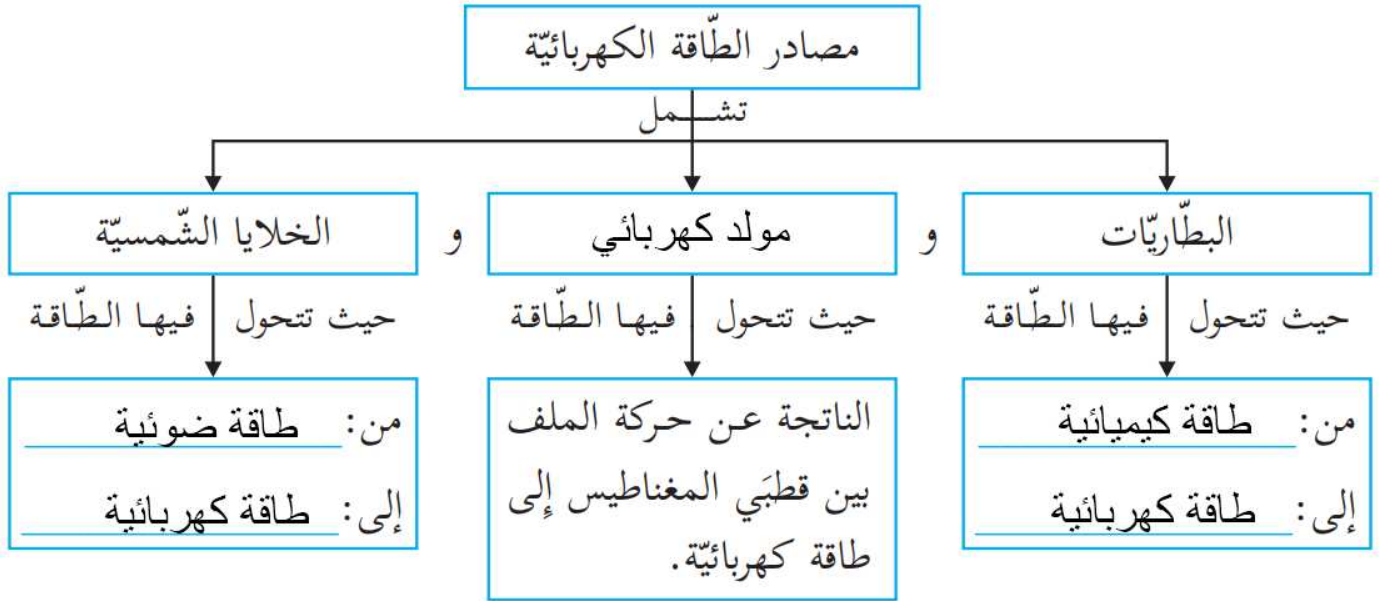 مصادر الطّاقة الكهربائيّة
تشمل
البطّاريّات
و
مولد كهربائي
و
الخلايا الشّمسيّة
حيث تتحول فيها الطّاقة
حيث تتحول فيها الطّاقة
حيث تتحول فيها الطّاقة
من: طاقة كيميائية
إلى: طاقة كهربائية
الناتجة عن حركة الملف
بين قطبَي المغناطيس إِلى
طاقة كهربائيّة.
من: طاقة ضوئية
إلى: طاقة كهربائية